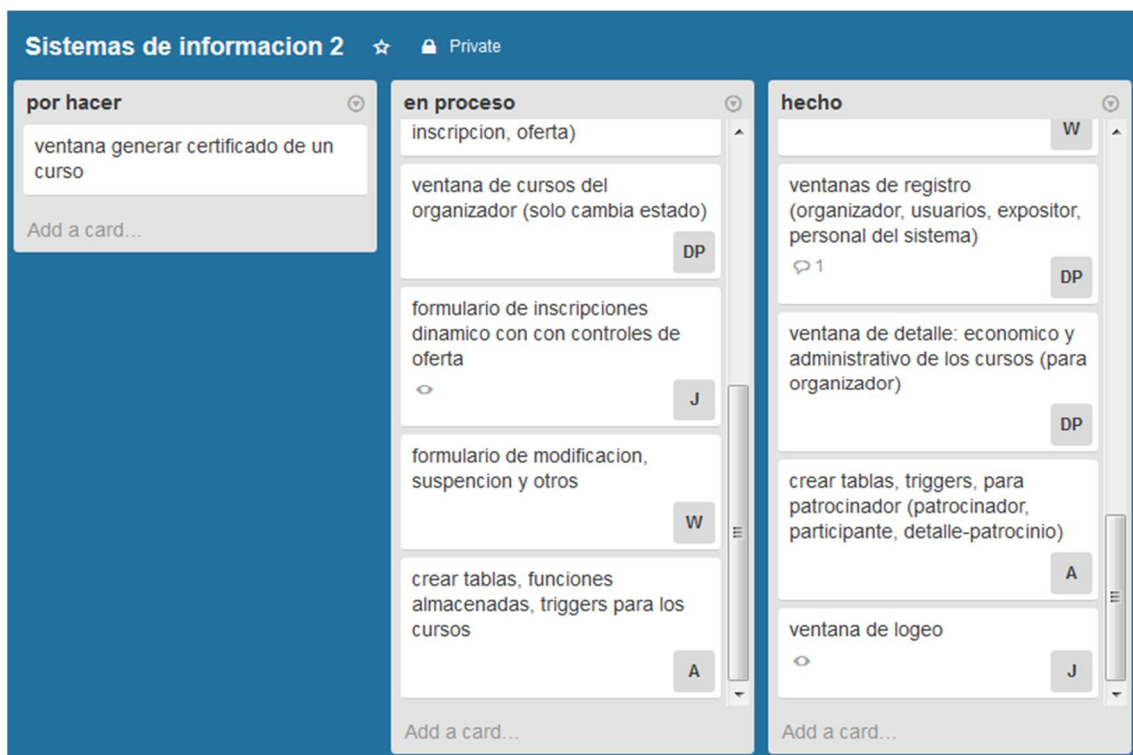 Sistemas de informacion 2
Private
por hacer
ventana generar certificado de un
curso
Add a card...
en proceso
inscripcion, oferta)
ventana de cursos del
organizador (solo cambia estado)
DP
formulario de inscripciones
dinamico con con controles de
oferta
J
formulario de modificacion,
suspencion y otros
W
crear tablas, funciones
almacenadas, triggers para los
cursos
A
Add a card...
hecho
W
ventanas de registro
(organizador, usuarios, expositor,
personal del sistema)
1
DP
ventana de detalle: economico y
administrativo de los cursos (para
organizador)
DP
crear tablas, triggers, para
patrocinador (patrocinador,
participante, detalle-patrocinio)
A
ventana de logeo
J
Add a card...